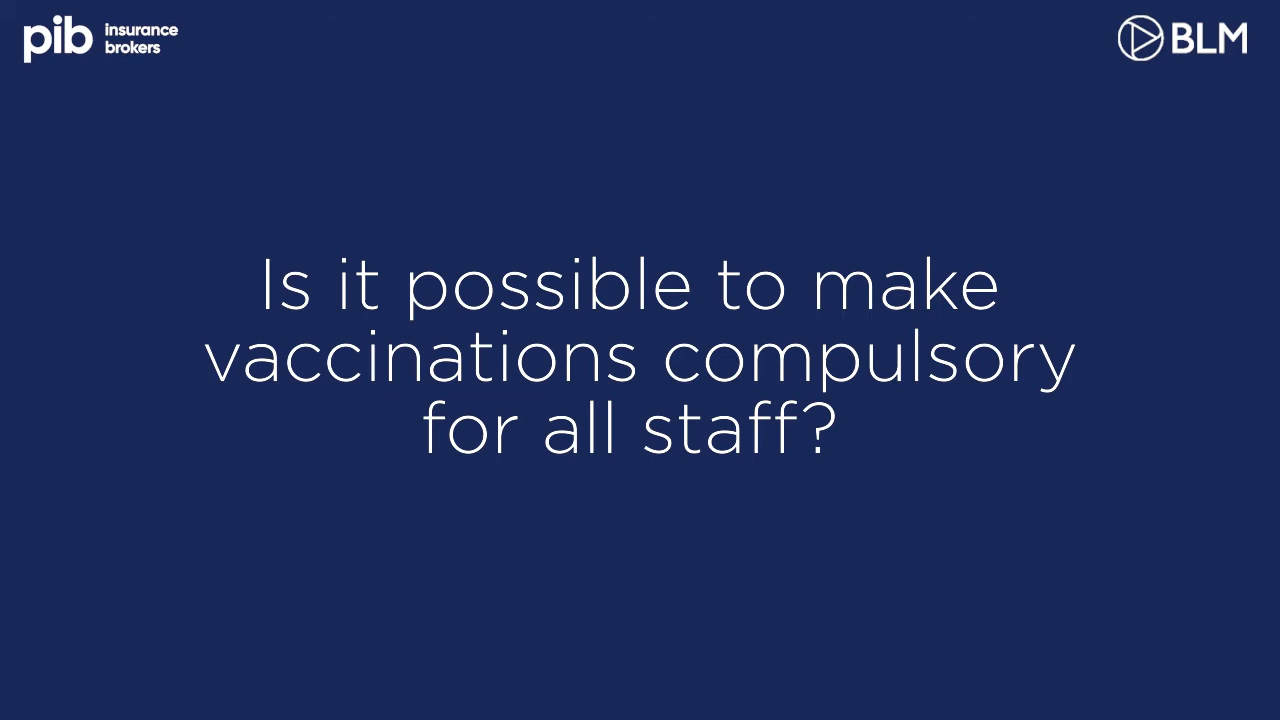 pib insurance
brokers
BLM
Is it possible to make
vaccinations compulsory
for all staff?